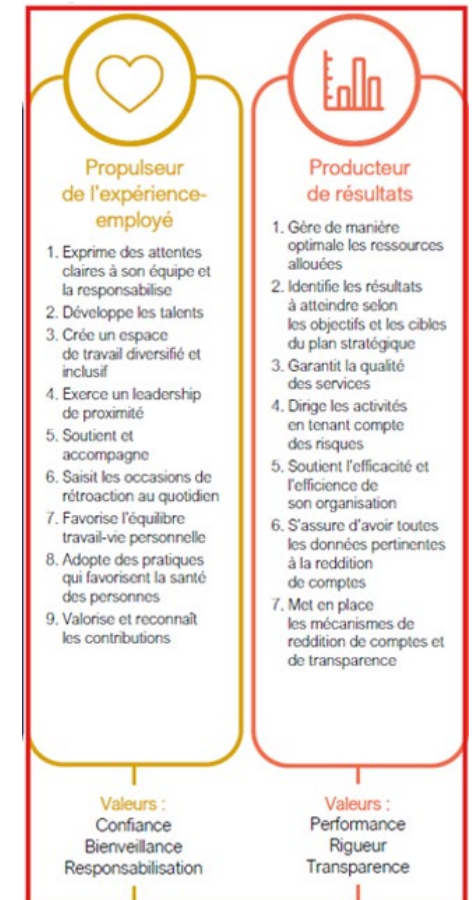 Propulseur
de l'expérience-
employé
1. Exprime des attentes
claires à son équipe et
la responsabilise
2. Développe les talents
3. Crée un espace
de travail diversifié et
inclusif
4. Exerce un leadership
de proximité
5. Soutient et
accompagne
6. Saisit les occasions de
rétroaction au quotidien
7. Favorise l'équilibre
travail-vie personnelle
8. Adopte des pratiques
qui favorisent la santé
des personnes
9. Valorise et reconnaît
les contributions
Valeurs :
Confiance
Bienveillance
Responsabilisation
Producteur
de résultats
1. Gère de manière
optimale les ressources
allouées
2. Identifie les résultats
à atteindre selon
les objectifs et les cibles
du plan stratégique
3. Garantit la qualité
des services
4. Dirige les activités
en tenant compte
des risques
5. Soutient l'efficacité et
l'efficience de
son organisation
6. S'assure d'avoir toutes
les données pertinentes
à la reddition
de comptes
7. Met en place
les mécanismes de
reddition de comptes et
de transparence
Valeurs :
Performance
Rigueur
Transparence